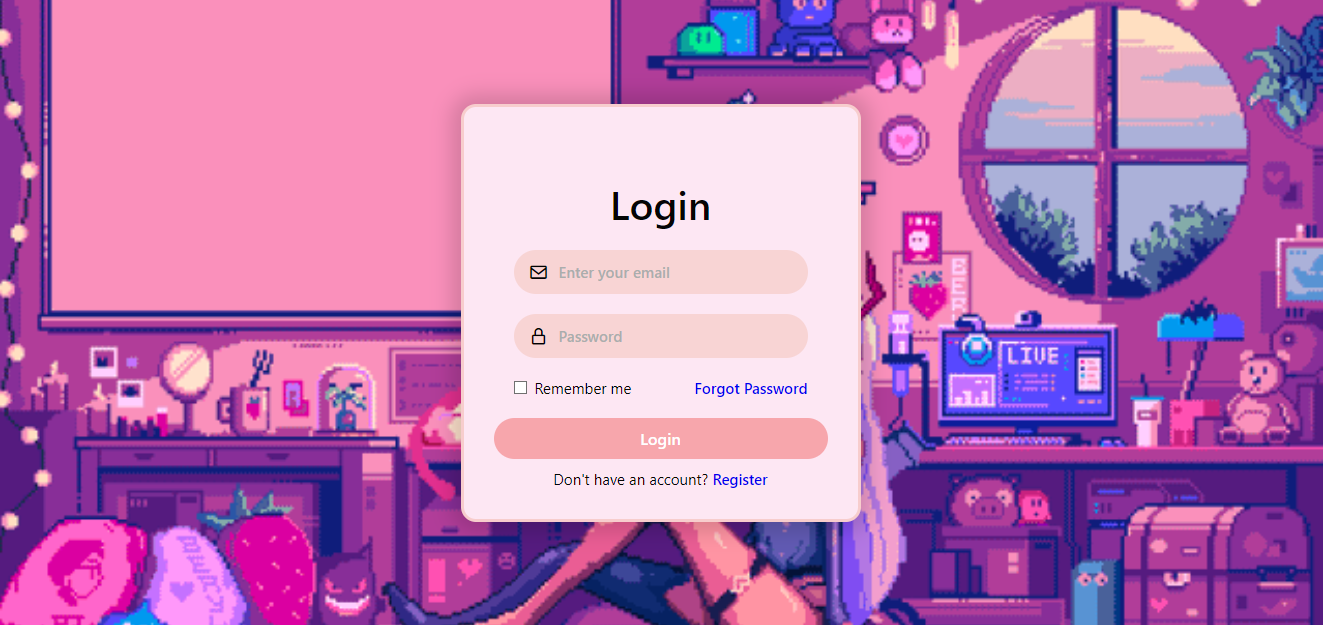 Login
Enter your email
Password
Remember me
Forgot Password
Login
Don't have an account? Register
LIVE